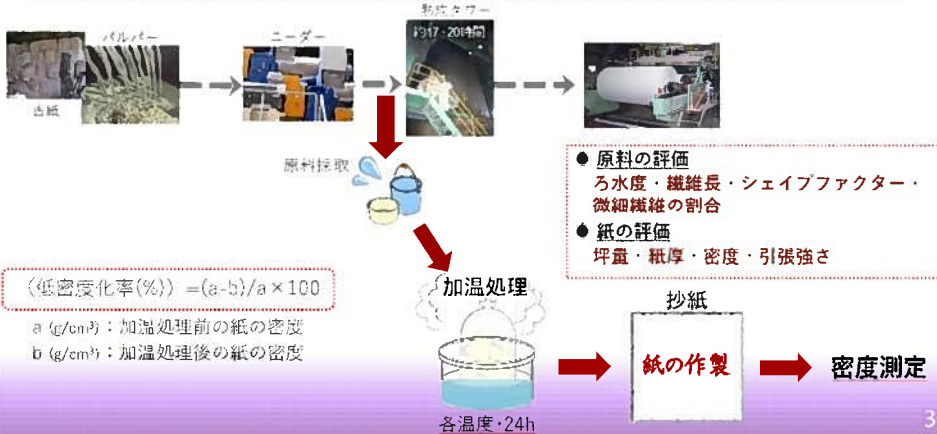 熟成タワー
パルパー
ニーダー
約17・20時間
古紙
原料採取
● 原料の評価
ろ水度・繊維長・シェイプファクター・
微細繊維の割合
● 紙の評価
坪量・紙厚・密度・引張強さ
(低密度化率(%)) =(a-b)/a×100
a (g/cm³)：加温処理前の紙の密度
b (g/cm³)：加温処理後の紙の密度
加温処理
抄紙
紙の作製
密度測定
各温度・24h
3